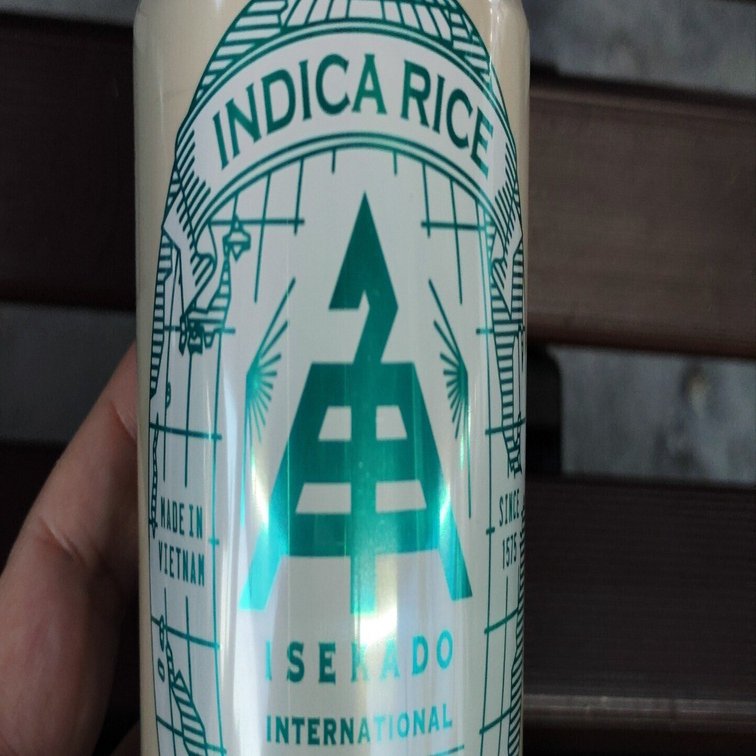 INDICA RICE
MADE IN
VIETNAM
SINCE
1575
ISEKADO
INTERNATIONAL